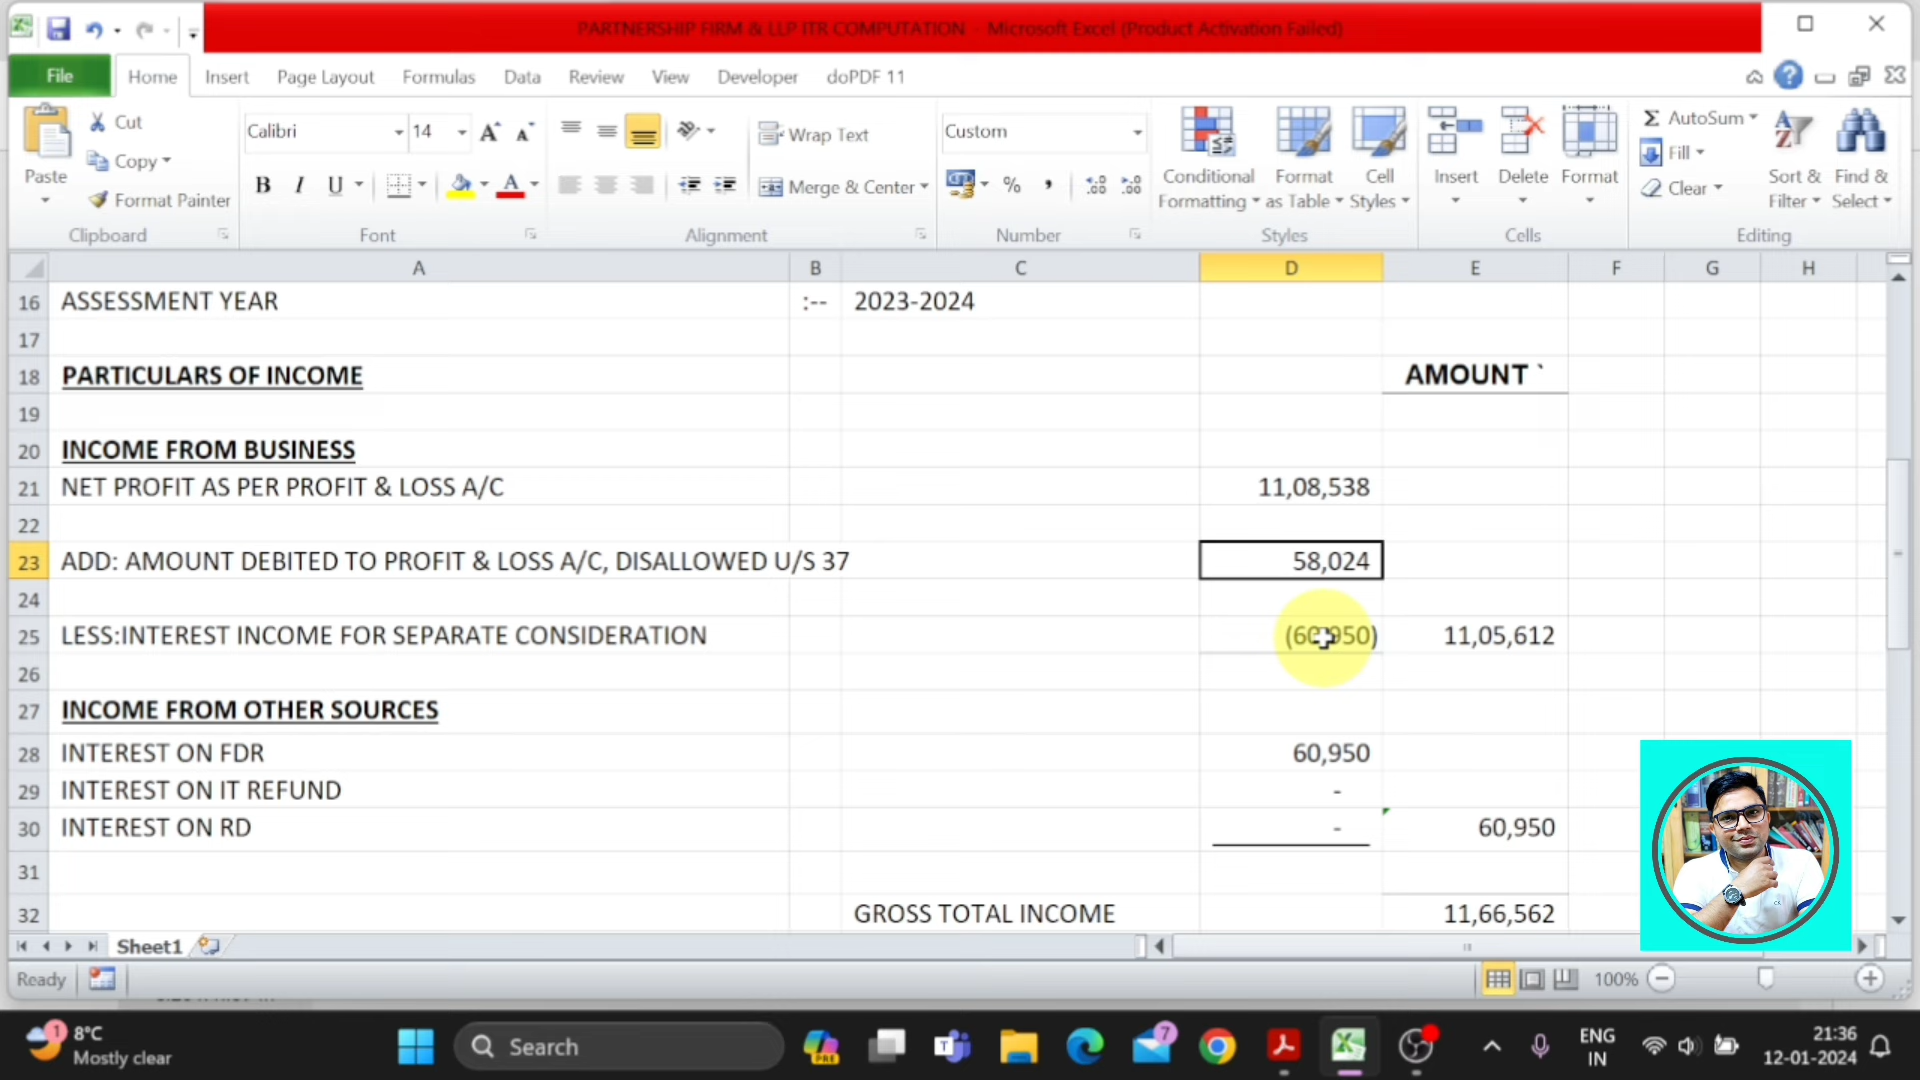 PARTNERSHIP FIRM & LLP ITR COMPUTATION - Microsoft Excel (Product Activation Failed)
File Home Insert Page Layout Formulas Data Review View Developer doPDF 11
Paste
Cut
Copy
Format Painter
Clipboard
Calibri 14
B I U
Font
Wrap Text
Merge & Center
Alignment
Custom
%
Number
Conditional Formatting
Format as Table
Cell Styles
Styles
Insert
Delete
Format
Cells
Σ AutoSum
Fill
Clear
Sort & Filter
Find & Select
Editing
A B C D E F G H
16 ASSESSMENT YEAR :-- 2023-2024
17
18 PARTICULARS OF INCOME AMOUNT `
19
20 INCOME FROM BUSINESS
21 NET PROFIT AS PER PROFIT & LOSS A/C 11,08,538
22
23 ADD: AMOUNT DEBITED TO PROFIT & LOSS A/C, DISALLOWED U/S 37 58,024
24
25 LESS:INTEREST INCOME FOR SEPARATE CONSIDERATION (60,950) 11,05,612
26
27 INCOME FROM OTHER SOURCES
28 INTEREST ON FDR 60,950
29 INTEREST ON IT REFUND -
30 INTEREST ON RD - 60,950
31
32 GROSS TOTAL INCOME 11,66,562
Sheet1
Ready 100%
1 8°C
Mostly clear
Search
PRE
7
ENG
IN
21:36
12-01-2024